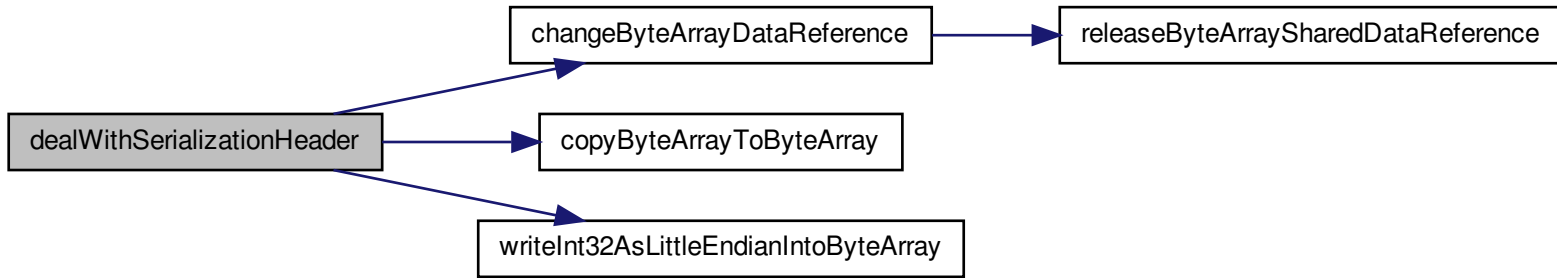 changeByteArrayDataReference
releaseByteArraySharedDataReference
dealWithSerializationHeader
copyByteArrayToByteArray
writeInt32AsLittleEndianIntoByteArray